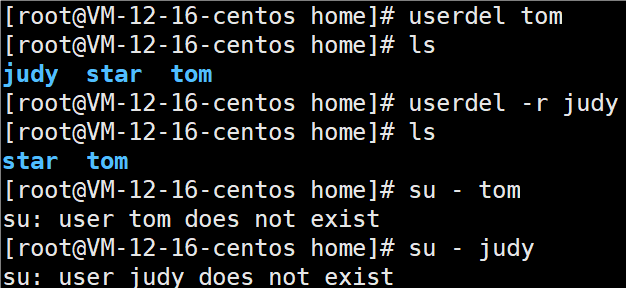 [root@VM-12-16-centos home]# userdel tom
[root@VM-12-16-centos home]# ls
judy  star  tom
[root@VM-12-16-centos home]# userdel -r judy
[root@VM-12-16-centos home]# ls
star  tom
[root@VM-12-16-centos home]# su - tom
su: user tom does not exist
[root@VM-12-16-centos home]# su - judy
su: user judy does not exist